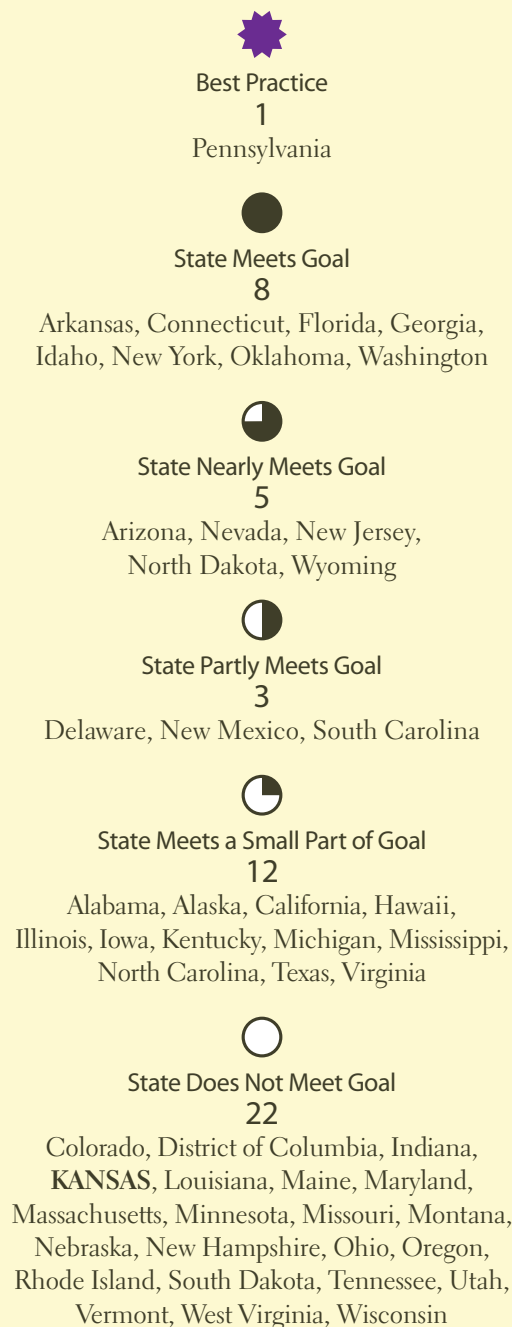 Best Practice
1
Pennsylvania
State Meets Goal
8
Arkansas, Connecticut, Florida, Georgia,
Idaho, New York, Oklahoma, Washington
State Nearly Meets Goal
5
Arizona, Nevada, New Jersey,
North Dakota, Wyoming
State Partly Meets Goal
3
Delaware, New Mexico, South Carolina
State Meets a Small Part of Goal
12
Alabama, Alaska, California, Hawaii,
Illinois, Iowa, Kentucky, Michigan, Mississippi,
North Carolina, Texas, Virginia
State Does Not Meet Goal
22
Colorado, District of Columbia, Indiana,
KANSAS, Louisiana, Maine, Maryland,
Massachusetts, Minnesota, Missouri, Montana,
Nebraska, New Hampshire, Ohio, Oregon,
Rhode Island, South Dakota, Tennessee, Utah,
Vermont, West Virginia, Wisconsin